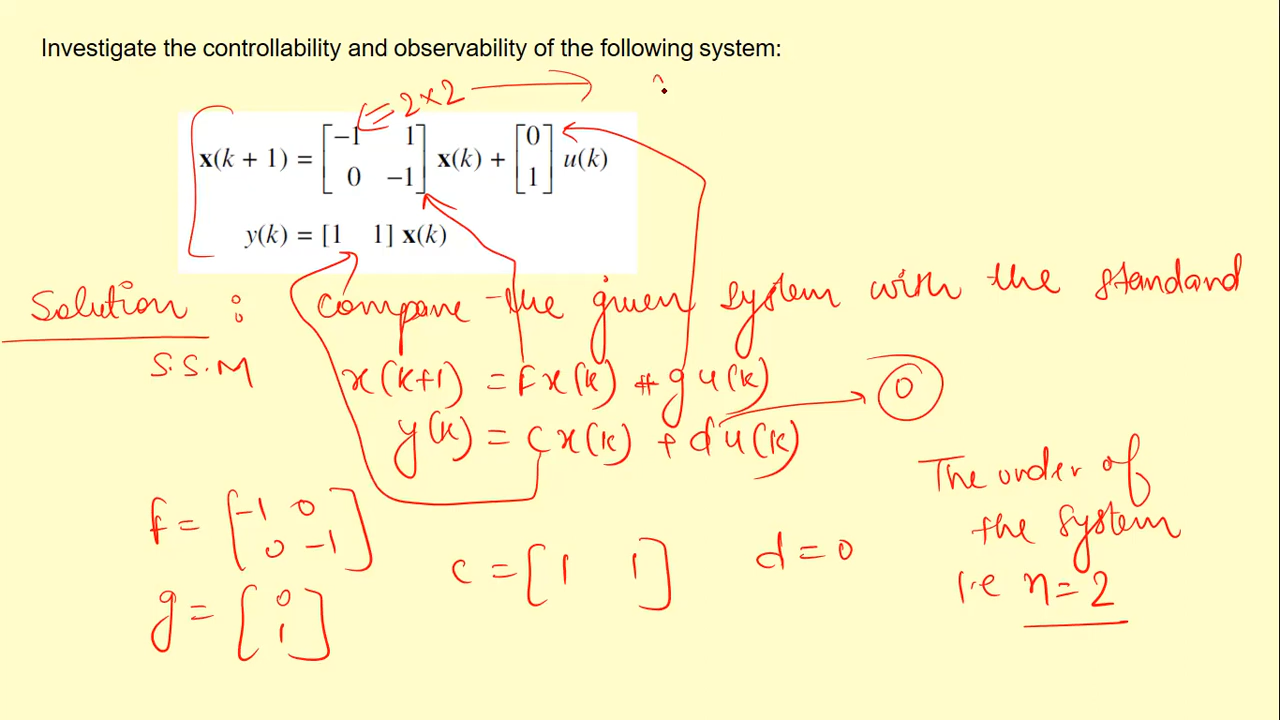 Investigate the controllability and observability of the following system:
⇐ 2×2
x(k + 1) = [−1 1; 0 −1] x(k) + [0; 1] u(k)
y(k) = [1 1] x(k)
Solution : Compare the given system with the standard
S.S.M x(k+1) = F x(k) + g u(k)
y(k) = c x(k) + d u(k) → 0
F = [−1 0; 0 −1]
g = [0; 1]
c = [1 1]
d = 0
The order of
the system
i.e n = 2